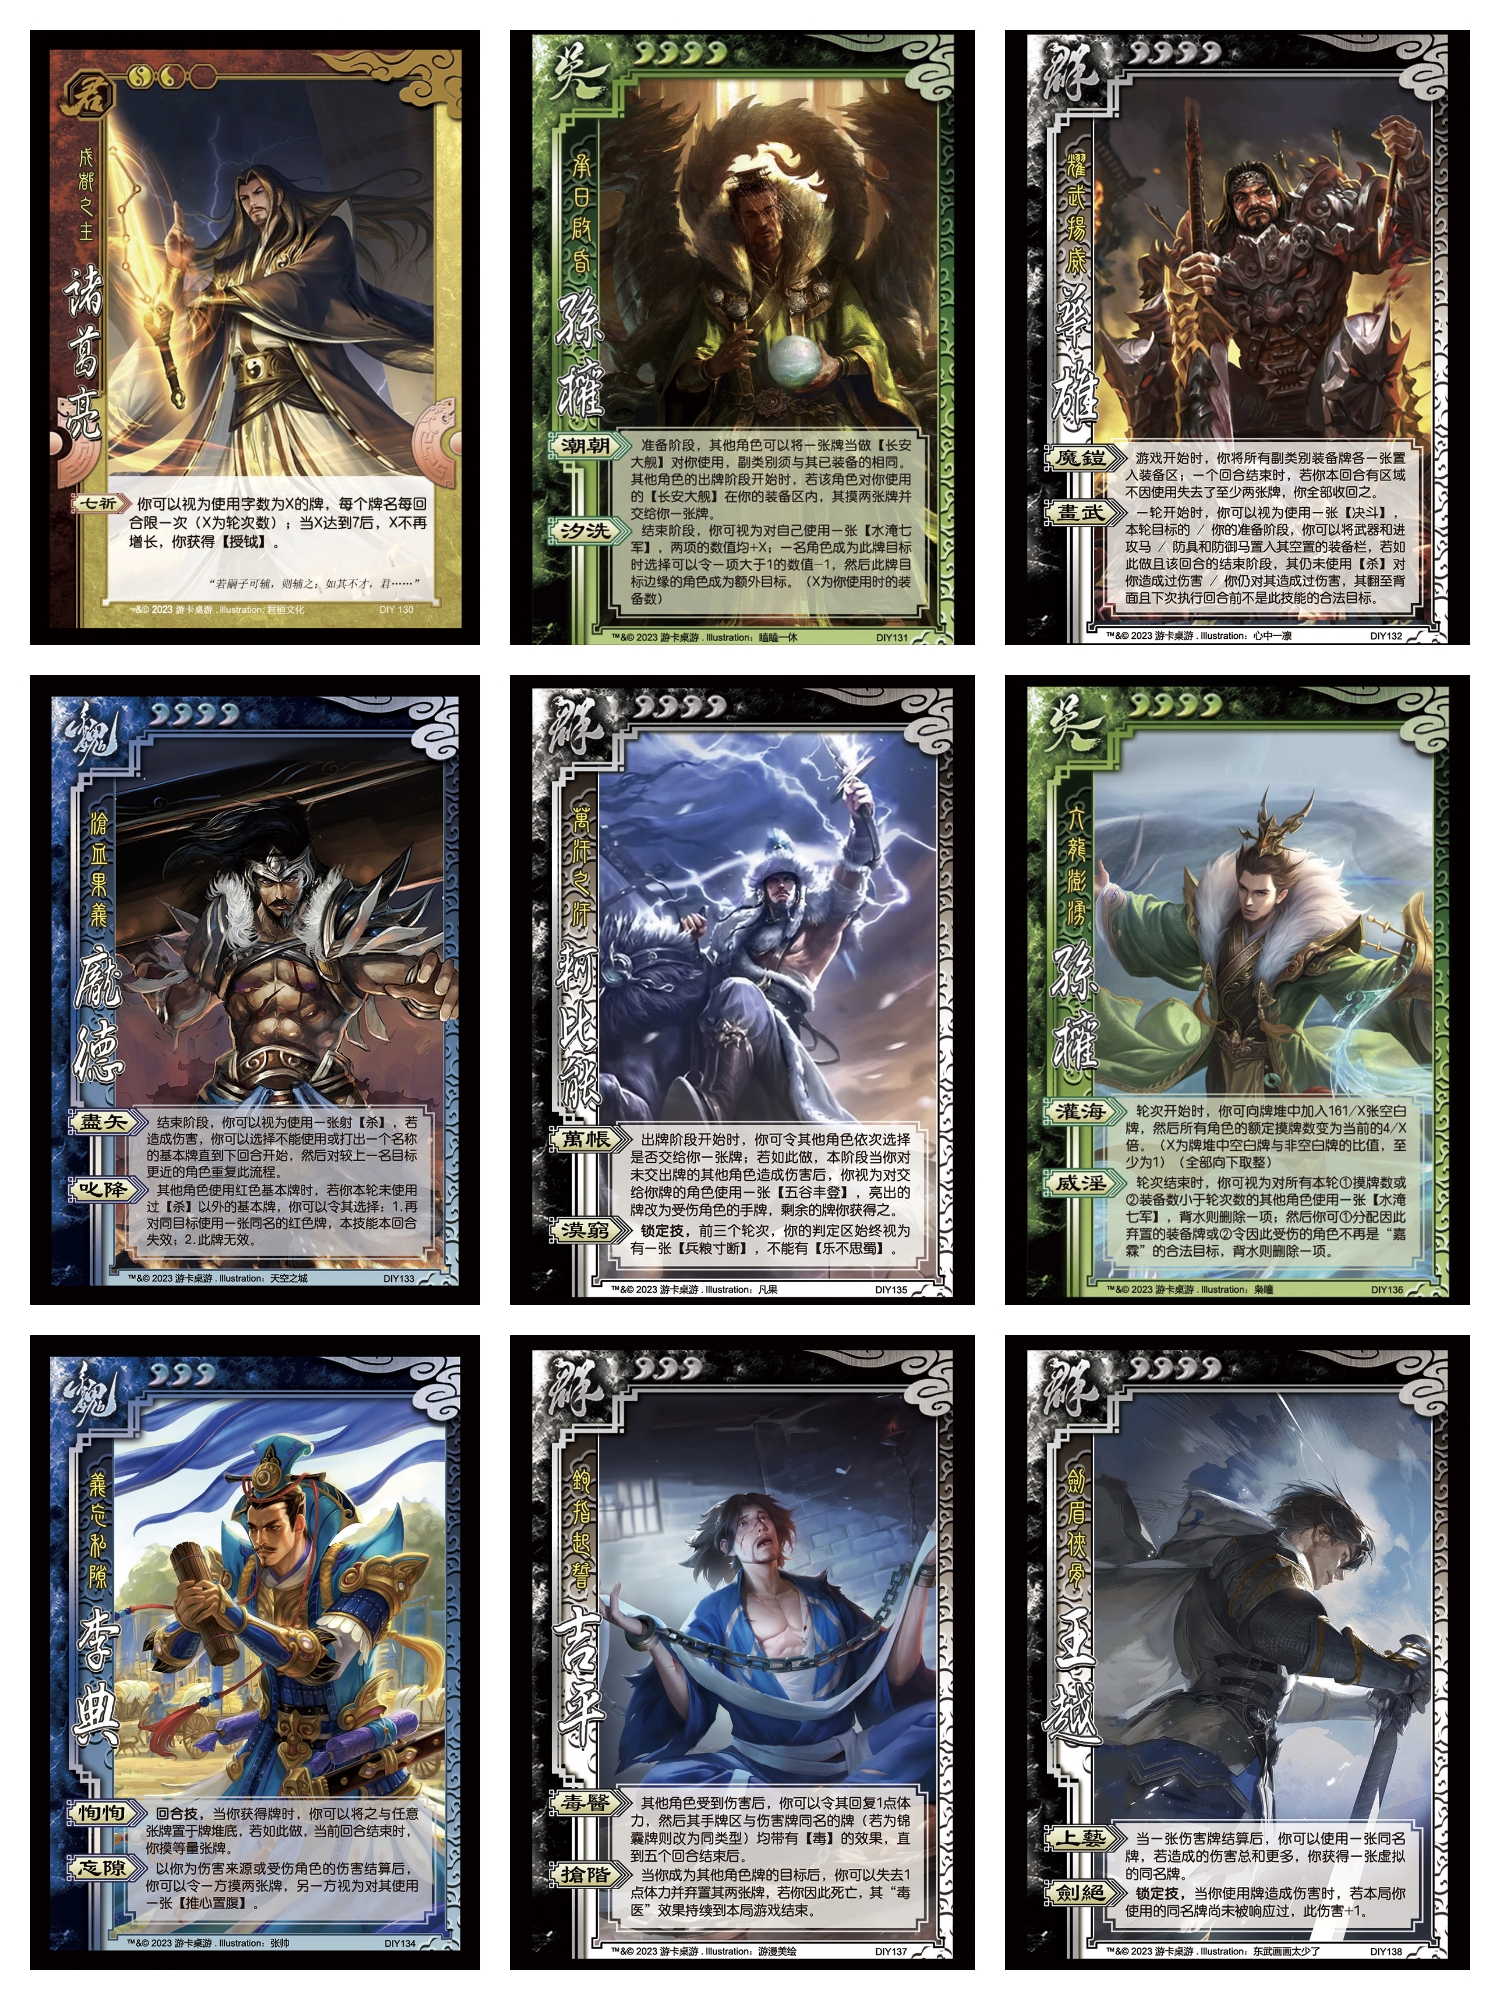 君
成都之主
諸葛亮
七祈
你可以视为使用字数为X的牌，每个牌名每回
合限一次（X为轮次数）；当X达到7后，X不再
增长，你获得【授钺】。
“若嗣子可辅，则辅之；如其不才，君……”
™&© 2023 游卡桌游 . Illustration: 君桓文化
DIY 130
吴
承日啟昏
孫權
潮朝
准备阶段，其他角色可以将一张牌当做【长安
大舰】对你使用，副类别须与其已装备的相同。
其他角色的出牌阶段开始时，若该角色对你使用
的【长安大舰】在你的装备区内，其摸两张牌并
交给你一张牌。
汐洗
结束阶段，你可视为对自己使用一张【水淹七
军】，两项的数值均+X；一名角色成为此牌目标
时选择可以令一项大于1的数值−1，然后此牌目
标边缘的角色成为额外目标。（X为你使用时的装
备数）
™&© 2023 游卡桌游 . Illustration：瞌瞌一休
DIY131
群
耀武揚威
華雄
魔鎧
游戏开始时，你将所有副类别装备牌各一张置
入装备区；一个回合结束时，若你本回合有区域
不因使用失去了至少两张牌，你全部收回之。
晝武
一轮开始时，你可以视为使用一张【决斗】，
本轮目标的 / 你的准备阶段，你可以将武器和进
攻马 / 防具和防御马置入其空置的装备栏，若如
此做且该回合的结束阶段，其仍未使用【杀】对
你造成过伤害 / 你仍对其造成过伤害，其翻至背
面且下次执行回合前不是此技能的合法目标。
™&© 2023 游卡桌游 . Illustration：心中一凛
DIY132
魏
滄血果義
龐德
盡矢
结束阶段，你可以视为使用一张射【杀】，若
造成伤害，你可以选择不能使用或打出一个名称
的基本牌直到下回合开始，然后对较上一名目标
更近的角色重复此流程。
叱降
其他角色使用红色基本牌时，若你本轮未使用
过【杀】以外的基本牌，你可以令其选择：1.再
对同目标使用一张同名的红色牌，本技能本回合
失效；2.此牌无效。
™&© 2023 游卡桌游 . Illustration：天空之城
DIY133
群
萬汗之汗
軻比能
萬帳
出牌阶段开始时，你可令其他角色依次选择
是否交给你一张牌；若如此做，本阶段当你对
未交出牌的其他角色造成伤害后，你视为对交
给你牌的角色使用一张【五谷丰登】，亮出的
牌改为受伤角色的手牌，剩余的牌你获得之。
漠窮
锁定技，前三个轮次，你的判定区始终视为
有一张【兵粮寸断】，不能有【乐不思蜀】。
™&© 2023 游卡桌游 . Illustration：凡果
DIY135
吴
六龍澎湧
孫權
灌海
轮次开始时，你可向牌堆中加入161/X张空白
牌，然后所有角色的额定摸牌数变为当前的4/X
倍。（X为牌堆中空白牌与非空白牌的比值，至
少为1）（全部向下取整）
威淫
轮次结束时，你可视为对所有本轮①摸牌数或
②装备数小于轮次数的其他角色使用一张【水淹
七军】，背水则删除一项；然后你可①分配因此
弃置的装备牌或②令因此受伤的角色不再是“嘉
霖”的合法目标，背水则删除一项。
™&© 2023 游卡桌游 . Illustration：枭瞳
DIY136
魏
義忘私隙
李典
恂恂
回合技，当你获得牌时，你可以将之与任意
张牌置于牌堆底，若如此做，当前回合结束时，
你摸等量张牌。
忘隙
以你为伤害来源或受伤角色的伤害结算后，
你可以令一方摸两张牌，另一方视为对其使用
一张【推心置腹】。
™&© 2023 游卡桌游 . Illustration：张帅
DIY134
群
鉤指起誓
吉平
毒醫
其他角色受到伤害后，你可以令其回复1点体
力，然后其手牌区与伤害牌同名的牌（若为锦
囊牌则改为同类型）均带有【毒】的效果，直
到五个回合结束后。
搶階
当你成为其他角色牌的目标后，你可以失去1
点体力并弃置其两张牌，若你因此死亡，其“毒
医”效果持续到本局游戏结束。
™&© 2023 游卡桌游 . Illustration：游漫美绘
DIY137
群
劍眉俠骨
王越
上藝
当一张伤害牌结算后，你可以使用一张同名
牌，若造成的伤害总和更多，你获得一张虚拟
的同名牌。
劍絕
锁定技，当你使用牌造成伤害时，若本局你
使用的同名牌尚未被响应过，此伤害+1。
™&© 2023 游卡桌游 . Illustration：东武画画太少了
DIY138